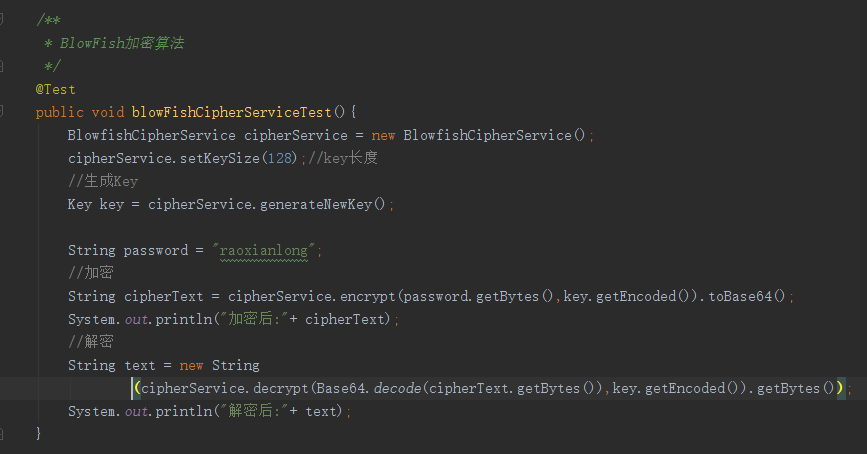 /**
 * BlowFish加密算法
 */
@Test
public void blowFishCipherServiceTest(){
    BlowfishCipherService cipherService = new BlowfishCipherService();
    cipherService.setKeySize(128);//key长度
    //生成Key
    Key key = cipherService.generateNewKey();

    String password = "raoxianlong";
    //加密
    String cipherText = cipherService.encrypt(password.getBytes(),key.getEncoded()).toBase64();
    System.out.println("加密后:"+ cipherText);
    //解密
    String text = new String
            (cipherService.decrypt(Base64.decode(cipherText.getBytes()),key.getEncoded()).getBytes());
    System.out.println("解密后:"+ text);
}